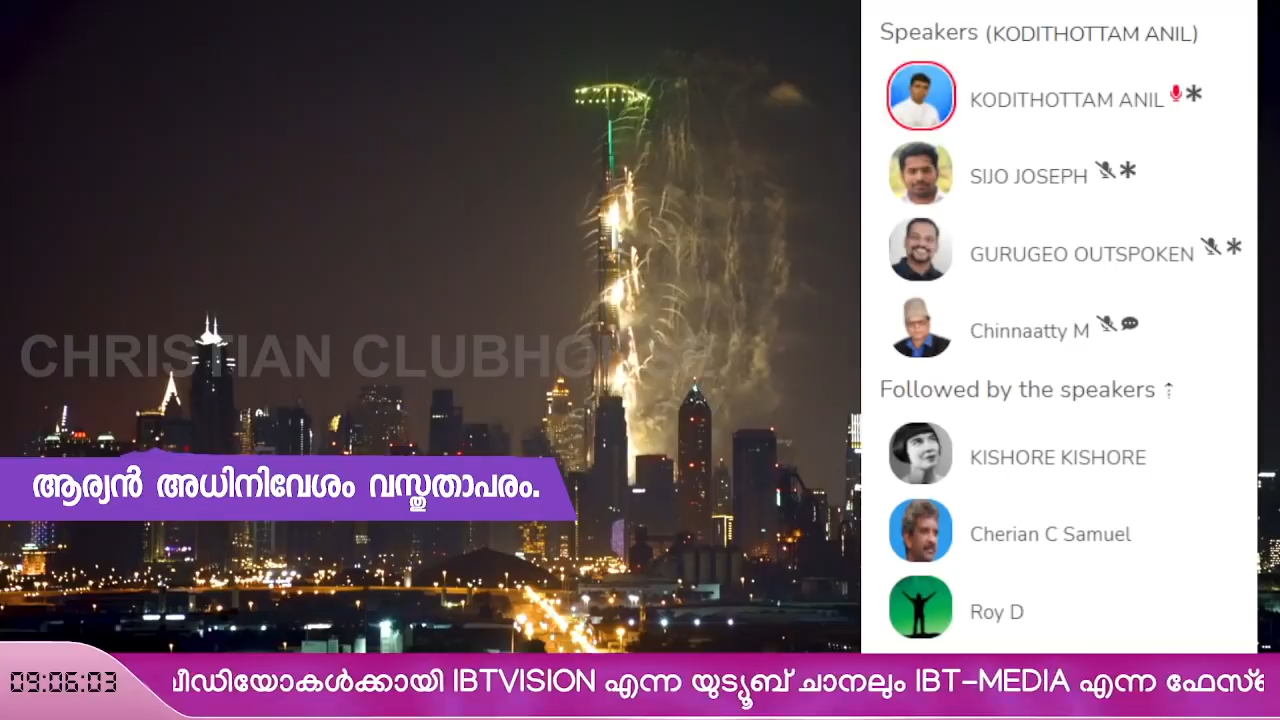 Speakers (KODITHOTTAM ANIL)
KODITHOTTAM ANIL
SIJO JOSEPH
GURUGEO OUTSPOKEN
Chinnaatty M
Followed by the speakers
KISHORE KISHORE
Cherian C Samuel
Roy D
CHRISTIAN CLUBHOUSE
ആര്യൻ അധിനിവേശം വസ്തുതാപരം.
09:06:03
വീഡിയോകൾക്കായി IBTVISION എന്ന യുട്യൂബ് ചാനലും IBT-MEDIA എന്ന